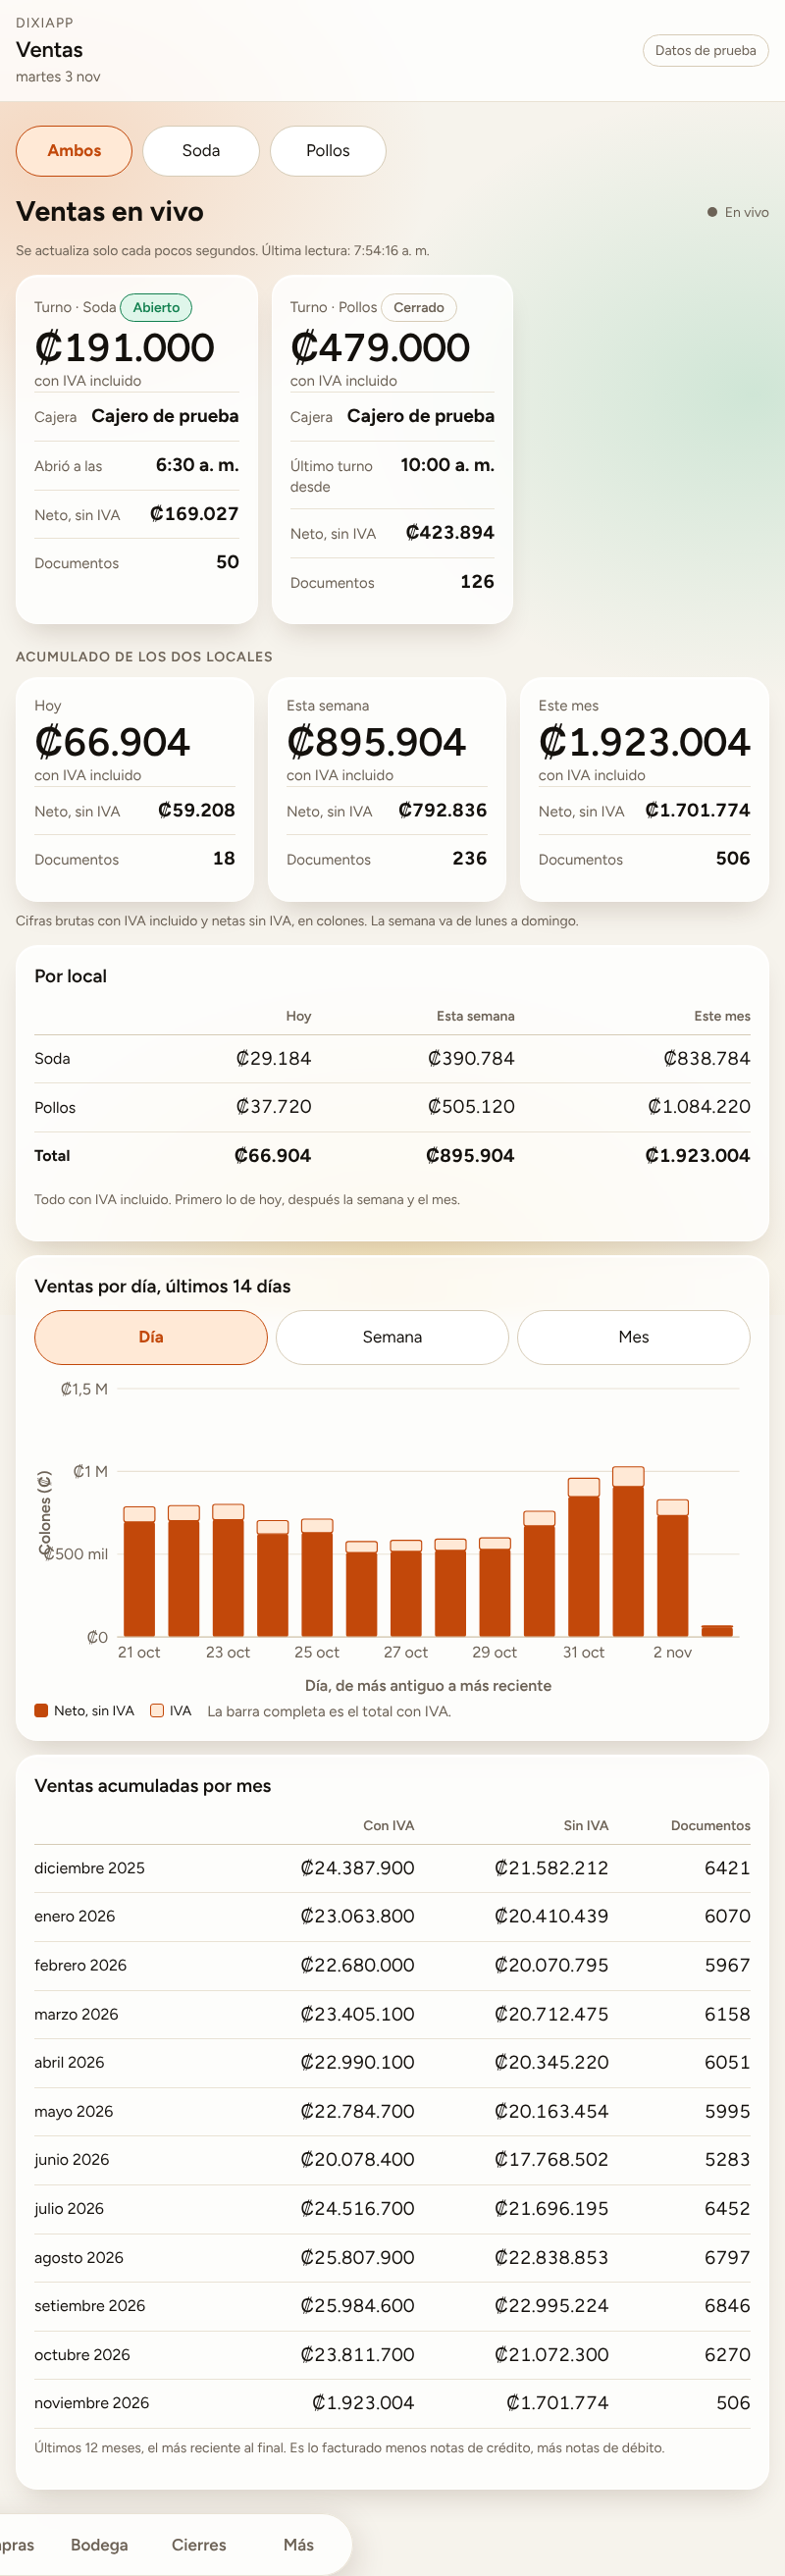 DIXIAPP
Ventas
martes 3 nov
Datos de prueba
Ambos Soda Pollos
Ventas en vivo
En vivo
Se actualiza solo cada pocos segundos. Última lectura: 7:54:16 a. m.
Turno · Soda Abierto
₡191.000
con IVA incluido
Cajera Cajero de prueba
Abrió a las 6:30 a. m.
Neto, sin IVA ₡169.027
Documentos 50
Turno · Pollos Cerrado
₡479.000
con IVA incluido
Cajera Cajero de prueba
Último turno desde 10:00 a. m.
Neto, sin IVA ₡423.894
Documentos 126
ACUMULADO DE LOS DOS LOCALES
Hoy
₡66.904
con IVA incluido
Neto, sin IVA ₡59.208
Documentos 18
Esta semana
₡895.904
con IVA incluido
Neto, sin IVA ₡792.836
Documentos 236
Este mes
₡1.923.004
con IVA incluido
Neto, sin IVA ₡1.701.774
Documentos 506
Cifras brutas con IVA incluido y netas sin IVA, en colones. La semana va de lunes a domingo.
Por local
Hoy Esta semana Este mes
Soda ₡29.184 ₡390.784 ₡838.784
Pollos ₡37.720 ₡505.120 ₡1.084.220
Total ₡66.904 ₡895.904 ₡1.923.004
Todo con IVA incluido. Primero lo de hoy, después la semana y el mes.
Ventas por día, últimos 14 días
Día Semana Mes
₡1,5 M
₡1 M
₡500 mil
₡0
Colones (₡)
21 oct 23 oct 25 oct 27 oct 29 oct 31 oct 2 nov
Día, de más antiguo a más reciente
Neto, sin IVA IVA La barra completa es el total con IVA.
Ventas acumuladas por mes
Con IVA Sin IVA Documentos
diciembre 2025 ₡24.387.900 ₡21.582.212 6421
enero 2026 ₡23.063.800 ₡20.410.439 6070
febrero 2026 ₡22.680.000 ₡20.070.795 5967
marzo 2026 ₡23.405.100 ₡20.712.475 6158
abril 2026 ₡22.990.100 ₡20.345.220 6051
mayo 2026 ₡22.784.700 ₡20.163.454 5995
junio 2026 ₡20.078.400 ₡17.768.502 5283
julio 2026 ₡24.516.700 ₡21.696.195 6452
agosto 2026 ₡25.807.900 ₡22.838.853 6797
setiembre 2026 ₡25.984.600 ₡22.995.224 6846
octubre 2026 ₡23.811.700 ₡21.072.300 6270
noviembre 2026 ₡1.923.004 ₡1.701.774 506
Últimos 12 meses, el más reciente al final. Es lo facturado menos notas de crédito, más notas de débito.
pras Bodega Cierres Más